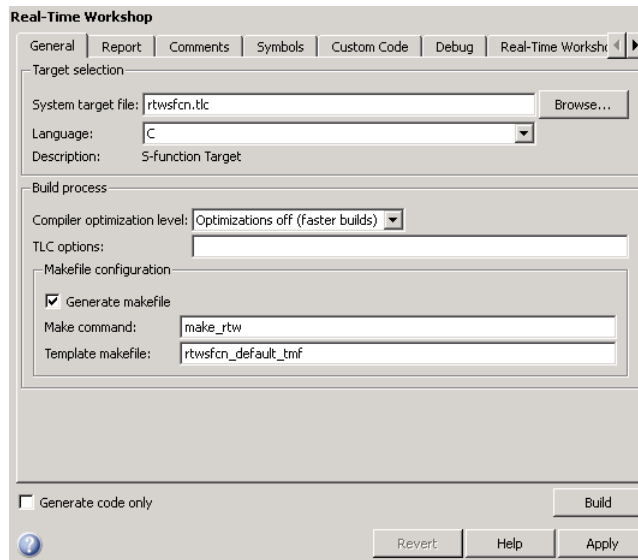 Real-Time Workshop
General Report Comments Symbols Custom Code Debug Real-Time
Target selection
System target file: rtwsfcn.tlc Browse...
Language: C
Description: S-function Target
Build process
Compiler optimization level: Optimizations off (faster builds)
TLC options:
Makefile configuration
Generate makefile
Make command: make_rtw
Template makefile: rtwsfcn_default_tmf
Generate code only Build
? Revert Help Apply